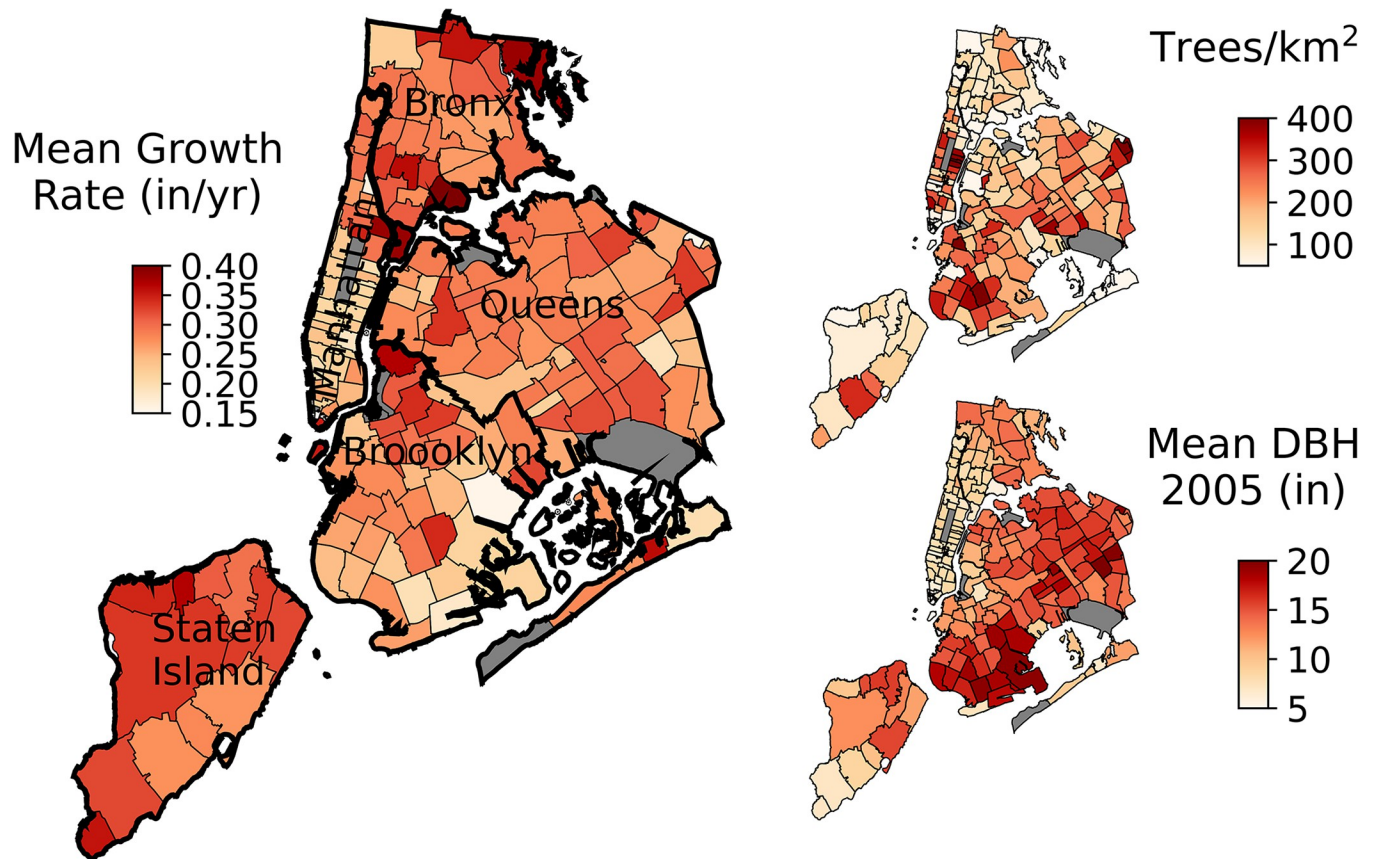 Mean Growth
Rate (in/yr)
0.40
0.35
0.30
0.25
0.20
0.15
Bronx
Manhattan
Queens
Broooklyn
Staten
Island
Trees/km²
400
300
200
100
Mean DBH
2005 (in)
20
15
10
5